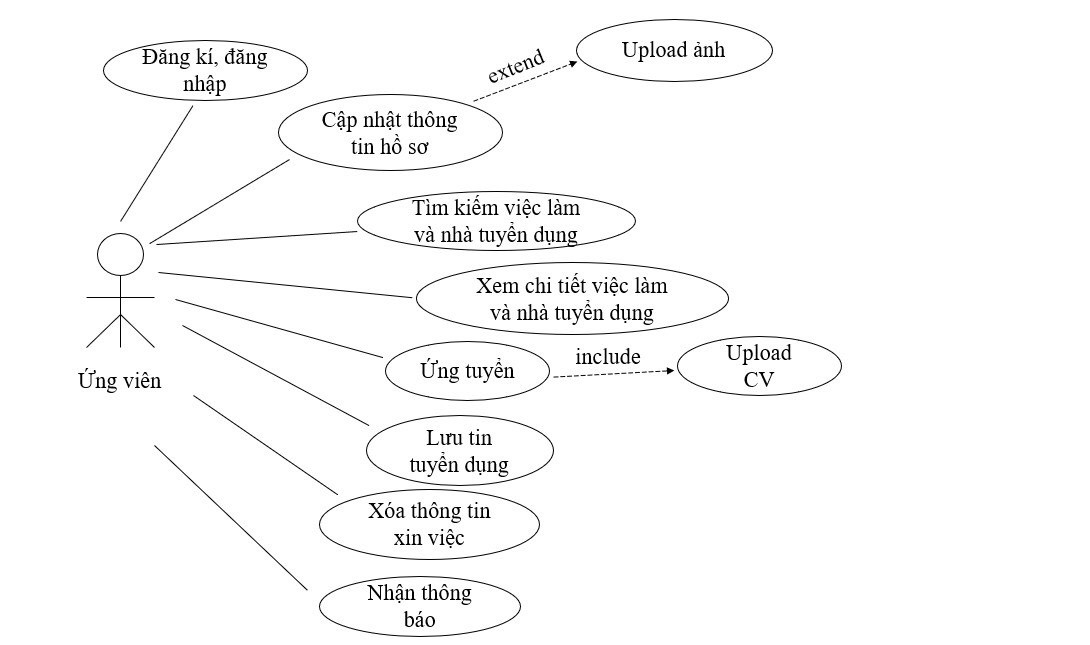 Đăng kí, đăng
nhập
extend
Upload ảnh
Cập nhật thông
tin hồ sơ
Tìm kiếm việc làm
và nhà tuyển dụng
Xem chi tiết việc làm
và nhà tuyển dụng
Ứng tuyển
include
Upload
CV
Ứng viên
Lưu tin
tuyển dụng
Xóa thông tin
xin việc
Nhận thông
báo